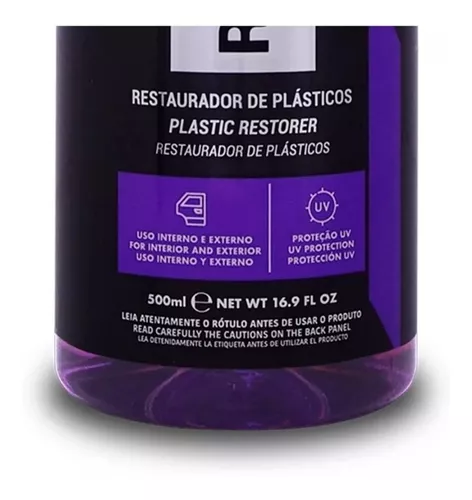 R
RESTAURADOR DE PLÁSTICOS
PLASTIC RESTORER
RESTAURADOR DE PLÁSTICOS
USO INTERNO E EXTERNO
FOR INTERIOR AND EXTERIOR
USO INTERNO Y EXTERNO
UV
PROTEÇÃO UV
UV PROTECTION
PROTECCIÓN UV
500ml ℮ NET WT 16.9 FL OZ
LEIA ATENTAMENTE O RÓTULO ANTES DE USAR O PRODUTO
READ CAREFULLY THE CAUTIONS ON THE BACK PANEL
LEA DETENIDAMENTE LA ETIQUETA ANTES DE UTILIZAR EL PRODUCTO